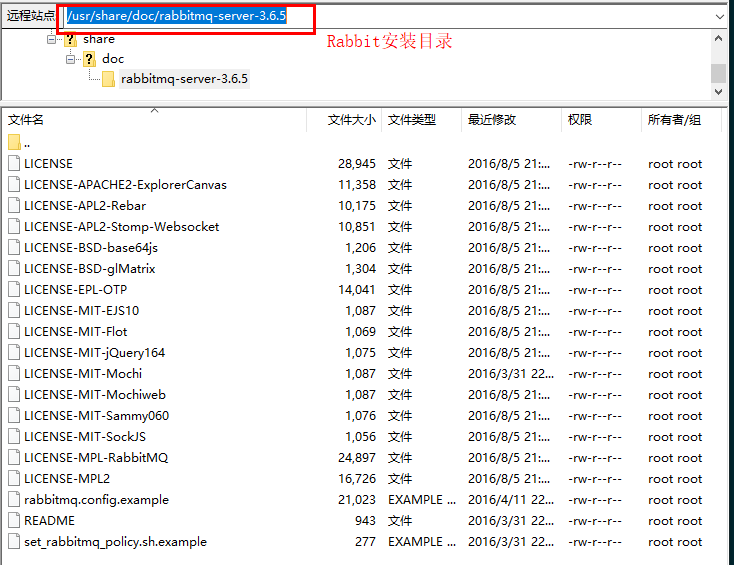 远程站点 /usr/share/doc/rabbitmq-server-3.6.5
share
Rabbit安装目录
doc
rabbitmq-server-3.6.5
文件名 文件大小 文件类型 最近修改 权限 所有者/组
..
LICENSE 28,945 文件 2016/8/5 21:... -rw-r--r-- root root
LICENSE-APACHE2-ExplorerCanvas 11,358 文件 2016/8/5 21:... -rw-r--r-- root root
LICENSE-APL2-Rebar 10,175 文件 2016/8/5 21:... -rw-r--r-- root root
LICENSE-APL2-Stomp-Websocket 10,851 文件 2016/8/5 21:... -rw-r--r-- root root
LICENSE-BSD-base64js 1,206 文件 2016/8/5 21:... -rw-r--r-- root root
LICENSE-BSD-glMatrix 1,304 文件 2016/8/5 21:... -rw-r--r-- root root
LICENSE-EPL-OTP 14,041 文件 2016/8/5 21:... -rw-r--r-- root root
LICENSE-MIT-EJS10 1,087 文件 2016/8/5 21:... -rw-r--r-- root root
LICENSE-MIT-Flot 1,069 文件 2016/8/5 21:... -rw-r--r-- root root
LICENSE-MIT-jQuery164 1,075 文件 2016/8/5 21:... -rw-r--r-- root root
LICENSE-MIT-Mochi 1,087 文件 2016/3/31 22... -rw-r--r-- root root
LICENSE-MIT-Mochiweb 1,087 文件 2016/8/5 21:... -rw-r--r-- root root
LICENSE-MIT-Sammy060 1,076 文件 2016/8/5 21:... -rw-r--r-- root root
LICENSE-MIT-SockJS 1,056 文件 2016/8/5 21:... -rw-r--r-- root root
LICENSE-MPL-RabbitMQ 24,897 文件 2016/8/5 21:... -rw-r--r-- root root
LICENSE-MPL2 16,726 文件 2016/8/5 21:... -rw-r--r-- root root
rabbitmq.config.example 21,023 EXAMPLE ... 2016/4/11 22... -rw-r--r-- root root
README 943 文件 2016/3/31 22... -rw-r--r-- root root
set_rabbitmq_policy.sh.example 277 EXAMPLE ... 2016/3/31 22... -rw-r--r-- root root